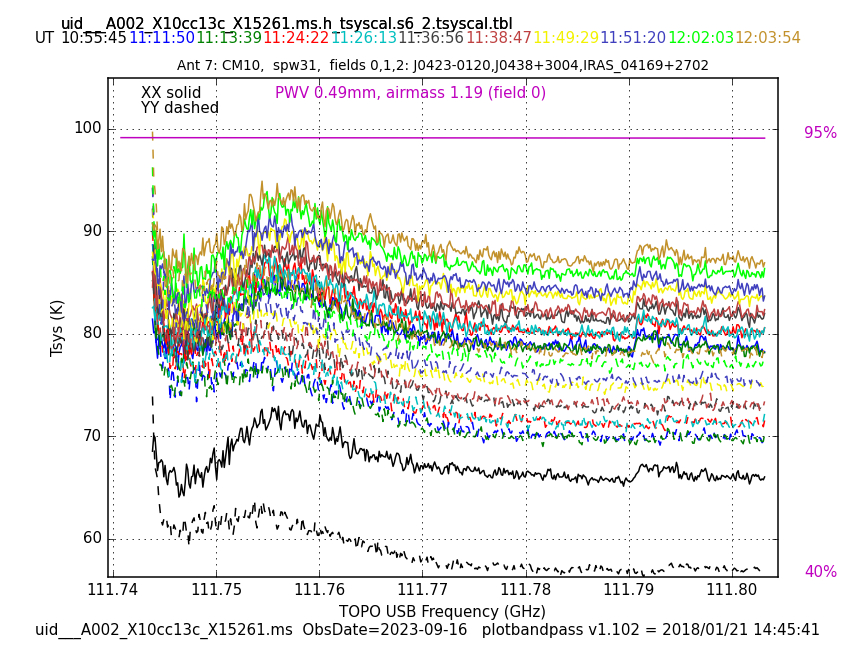 uid___A002_X10cc13c_X15261.ms.h_tsyscal.s6_2.tsyscal.tbl
UT 10:55:45 11:11:50 11:13:39 11:24:22 11:26:13 11:36:56 11:38:47 11:49:29 11:51:20 12:02:03 12:03:54
Ant 7: CM10,  spw31,  fields 0,1,2: J0423-0120,J0438+3004,IRAS_04169+2702
XX solid PWV 0.49mm, airmass 1.19 (field 0)
YY dashed
100
95%
90
80
70
60
40%
Tsys (K)
111.74 111.75 111.76 111.77 111.78 111.79 111.80
TOPO USB Frequency (GHz)
uid___A002_X10cc13c_X15261.ms  ObsDate=2023-09-16   plotbandpass v1.102 = 2018/01/21 14:45:41